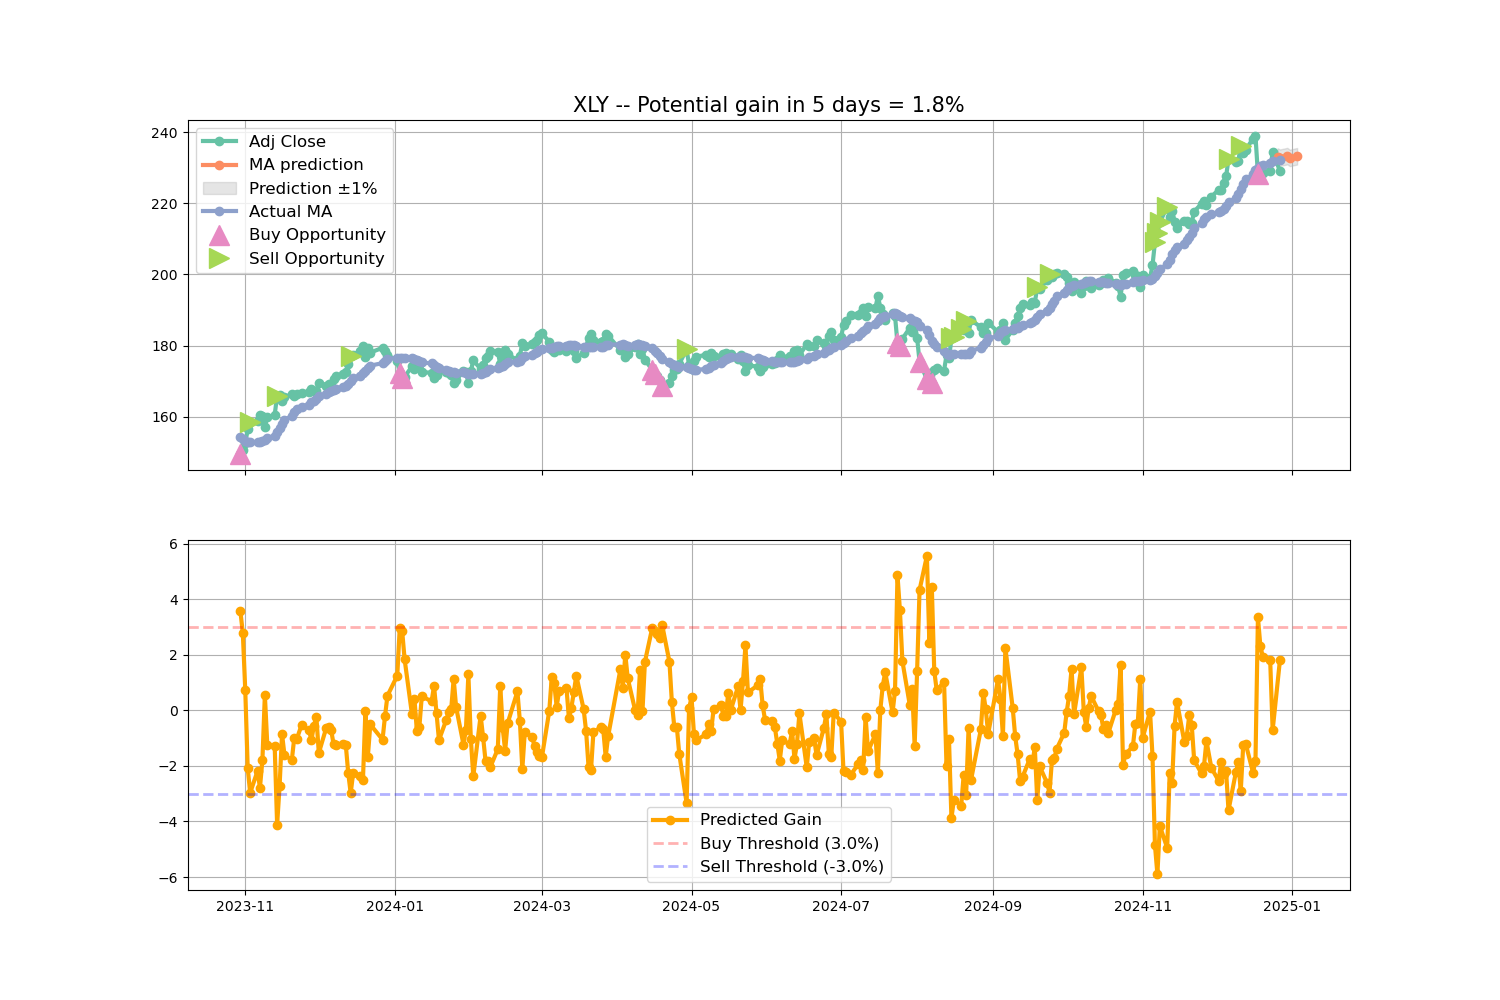 XLY -- Potential gain in 5 days = 1.8%
240
220
200
180
160
Adj Close
MA prediction
Prediction ±1%
Actual MA
Buy Opportunity
Sell Opportunity
6
4
2
0
−2
−4
−6
Predicted Gain
Buy Threshold (3.0%)
Sell Threshold (-3.0%)
2023-11 2024-01 2024-03 2024-05 2024-07 2024-09 2024-11 2025-01